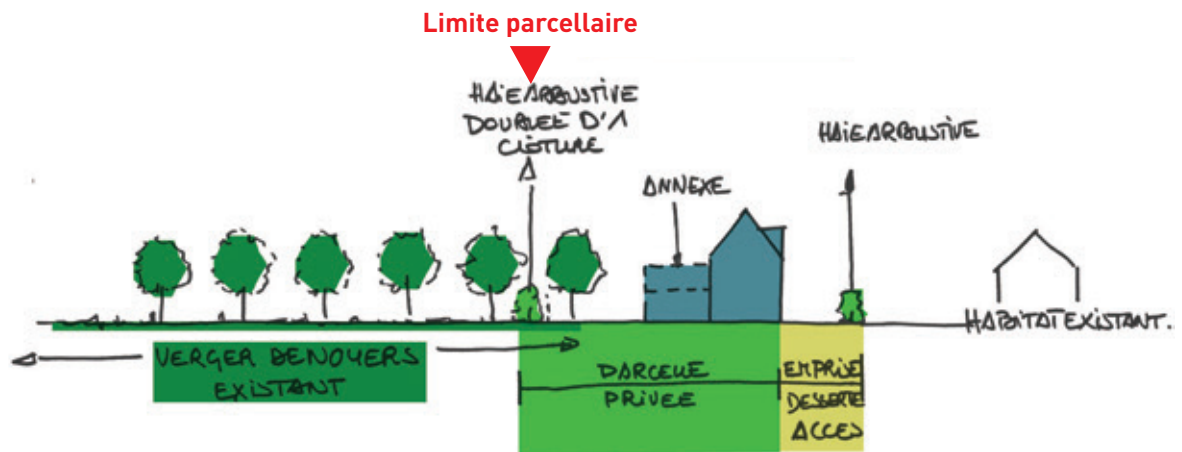 Limite parcellaire
HAIE ARBUSTIVE
DOUBLEE D'1
CLÔTURE
HAIE ARBUSTIVE
ANNEXE
HABITAT EXISTANT.
VERGER DE NOYERS
EXISTANT
PARCELLE
PRIVEE
EMPRISE
DESSERTE
ACCES